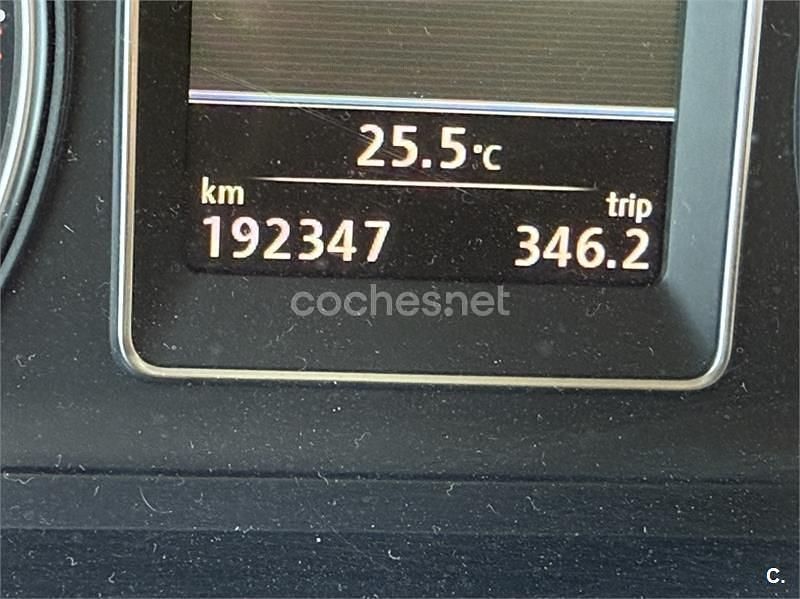 25.5°C
km trip
192347 346.2
coches.net
C.